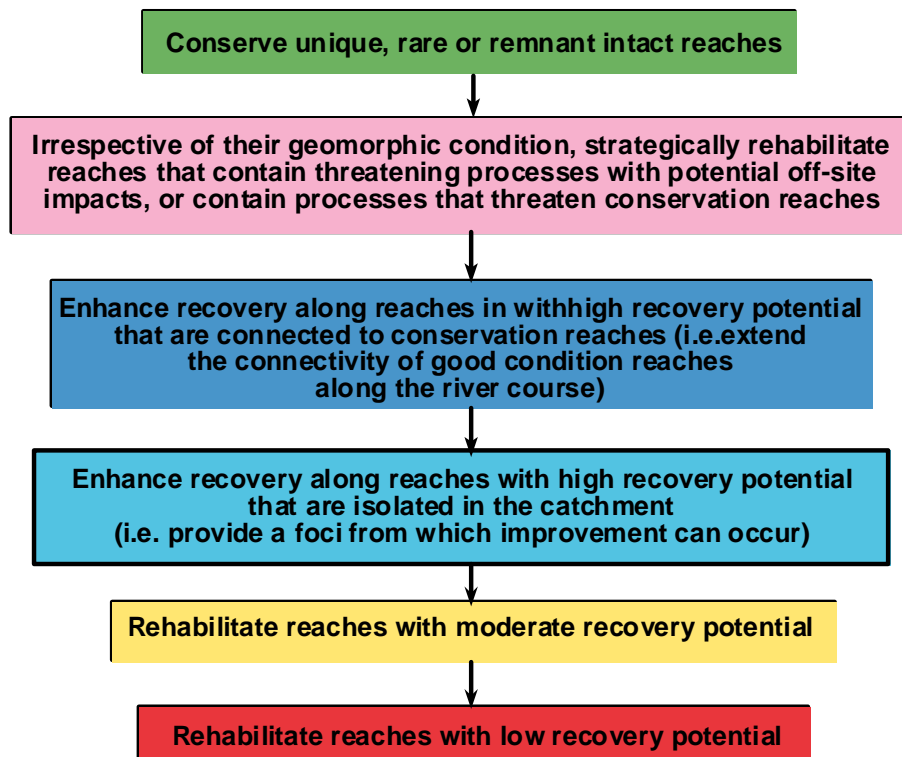 Conserve unique, rare or remnant intact reaches
Irrespective of their geomorphic condition, strategically rehabilitate
reaches that contain threatening processes with potential off-site
impacts, or contain processes that threaten conservation reaches
Enhance recovery along reaches in withhigh recovery potential
that are connected to conservation reaches (i.e.extend
the connectivity of good condition reaches
along the river course)
Enhance recovery along reaches with high recovery potential
that are isolated in the catchment
(i.e. provide a foci from which improvement can occur)
Rehabilitate reaches with moderate recovery potential
Rehabilitate reaches with low recovery potential